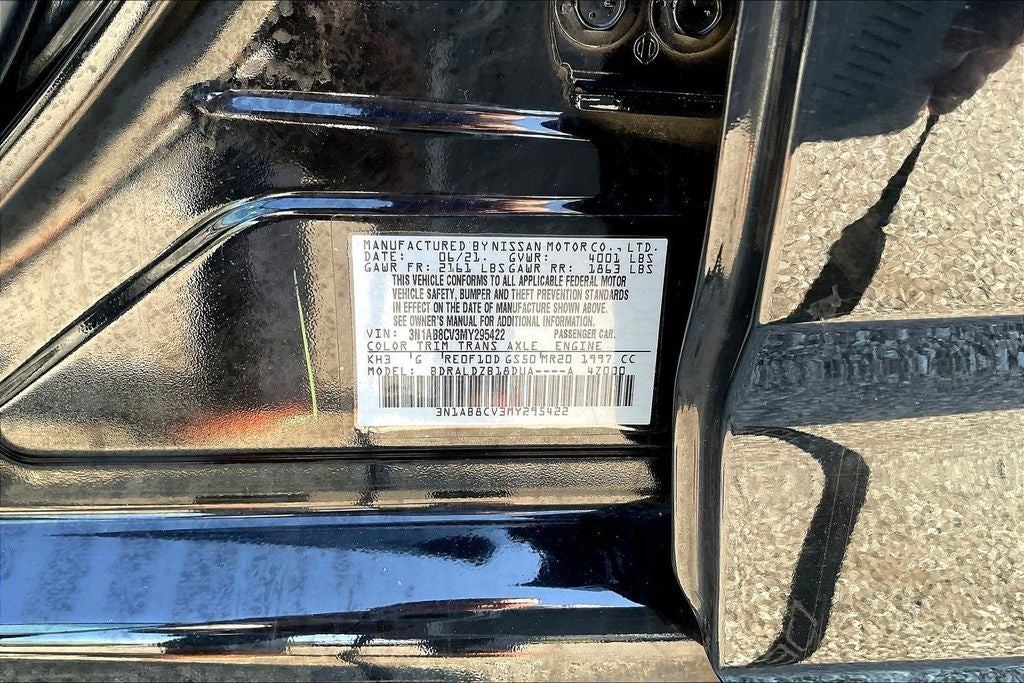 MANUFACTURED BY NISSAN MOTOR CO., LTD.
DATE: 06/21. GVWR: 4001 LBS
GAWR FR: 2161 LBS GAWR RR: 1863 LBS
THIS VEHICLE CONFORMS TO ALL APPLICABLE FEDERAL MOTOR
VEHICLE SAFETY, BUMPER AND THEFT PREVENTION STANDARDS
IN EFFECT ON THE DATE OF MANUFACTURE SHOWN ABOVE.
SEE OWNER'S MANUAL FOR ADDITIONAL INFORMATION.
VIN: 3N1AB8CV3MY295422 PASSENGER CAR.
COLOR TRIM TRANS AXLE ENGINE
KH3 G RE0F10D GS50 MR20 1997 CC
MODEL: BDRALDZB18DUA----A 4Z000
3N1AB8CV3MY295422